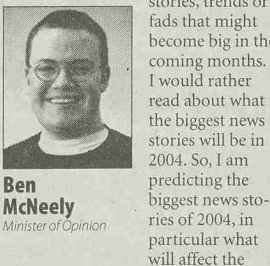 stories, trends or
fads that might
become big in the
coming months.
I would rather
read about what
the biggest news
stories will be in
2004. So, I am
predicting the
biggest news sto-
ries of 2004, in
particular what
will affect the
Ben
McNeely
Minister of Opinion